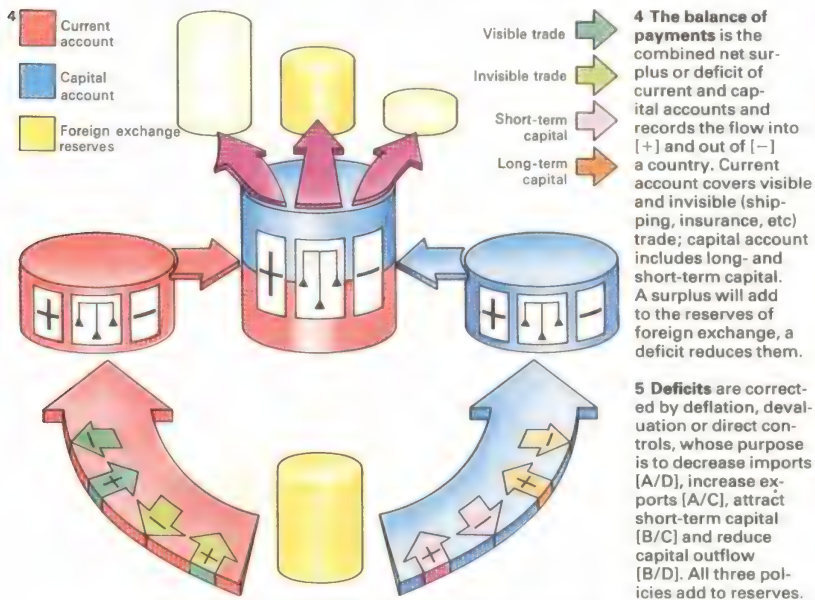 4
Current
account
Capital
account
Foreign exchange
reserves
Visible trade
Invisible trade
Short-term
capital
Long-term
capital
+
−
+
−
+
−
−
+
−
+
+
−
+
−
4 The balance of
payments is the
combined net sur-
plus or deficit of
current and cap-
ital accounts and
records the flow into
[+] and out of [−]
a country. Current
account covers visible
and invisible (ship-
ping, insurance, etc)
trade; capital account
includes long- and
short-term capital.
A surplus will add
to the reserves of
foreign exchange, a
deficit reduces them.
5 Deficits are correct-
ed by deflation, deval-
uation or direct con-
trols, whose purpose
is to decrease imports
[A/D], increase ex-
ports [A/C], attract
short-term capital
[B/C] and reduce
capital outflow
[B/D]. All three pol-
icies add to reserves.